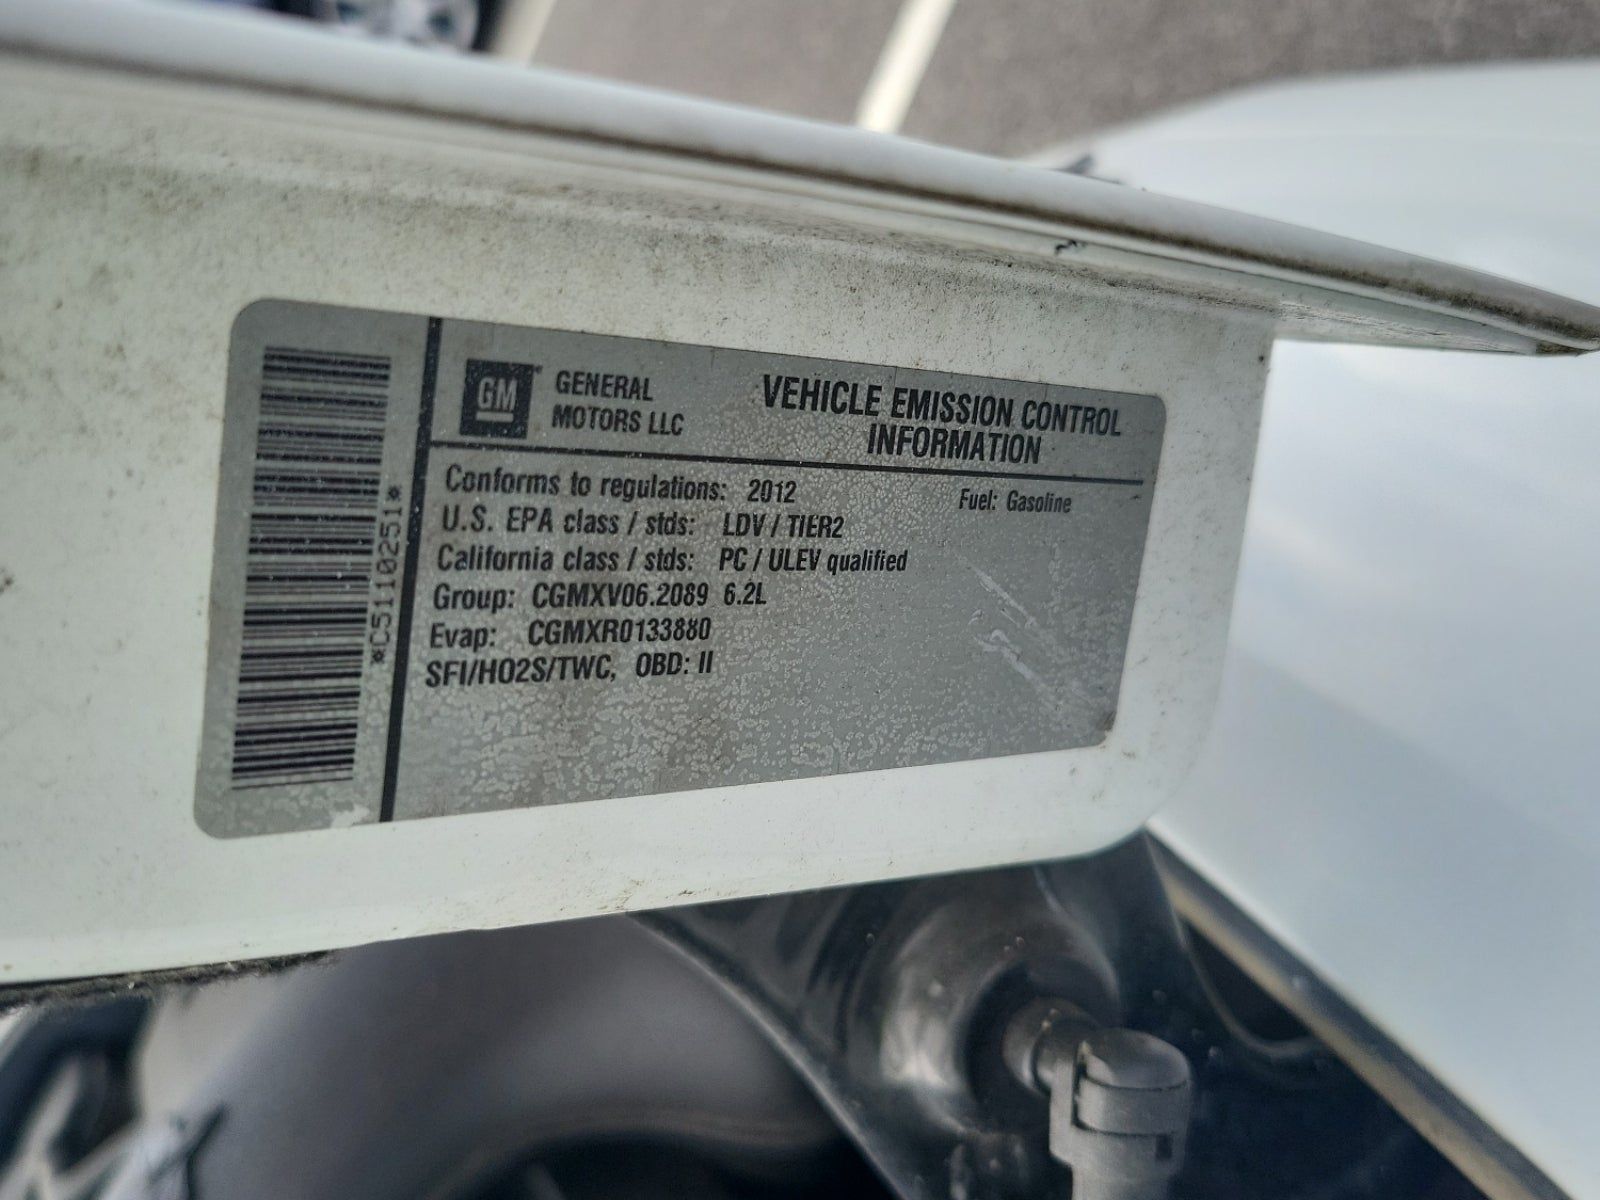 *C5110251*
GM
GENERAL
MOTORS LLC
VEHICLE EMISSION CONTROL
INFORMATION
Conforms to regulations: 2012
Fuel: Gasoline
U.S. EPA class / stds: LDV / TIER2
California class / stds: PC / ULEV qualified
Group: CGMXV06.2089 6.2L
Evap: CGMXR0133880
SFI/HO2S/TWC, OBD: II